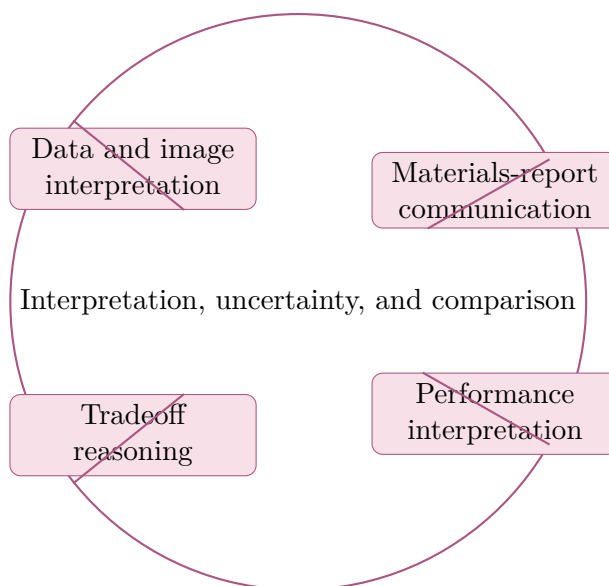 Data and image
interpretation
Materials-report
communication
Interpretation, uncertainty, and comparison
Tradeoff
reasoning
Performance
interpretation